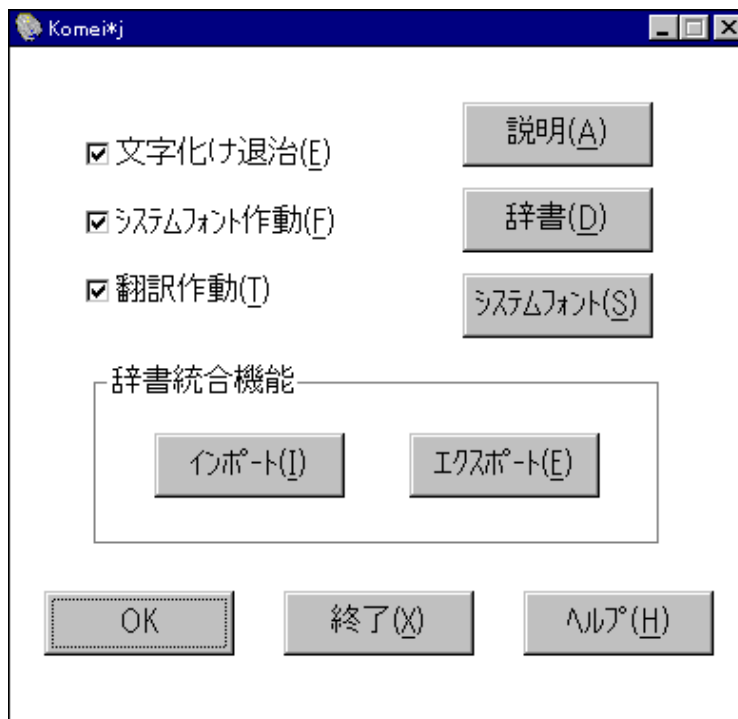 Komei*j
文字化け退治(E)
説明(A)
システムフォント作動(F)
辞書(D)
翻訳作動(T)
システムフォント(S)
辞書統合機能
インポート(I)
エクスポート(E)
OK
終了(X)
ヘルプ(H)